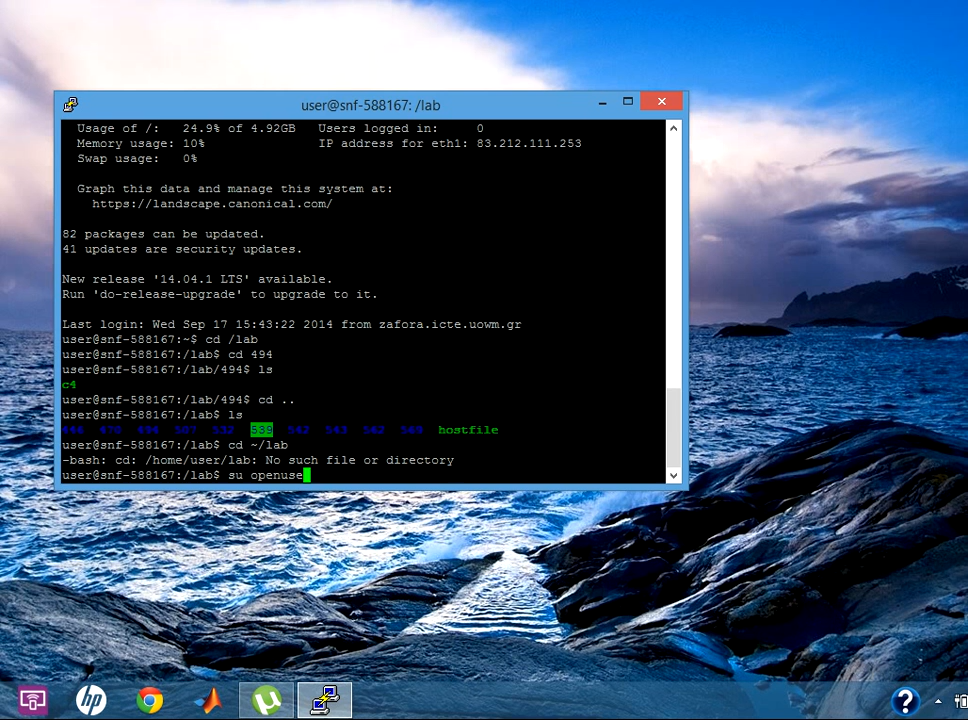 user@snf-588167: /lab
Usage of /: 24.9% of 4.92GB Users logged in: 0
Memory usage: 10% IP address for eth1: 83.212.111.253
Swap usage: 0%
Graph this data and manage this system at:
https://landscape.canonical.com/
82 packages can be updated.
41 updates are security updates.
New release '14.04.1 LTS' available.
Run 'do-release-upgrade' to upgrade to it.
Last login: Wed Sep 17 15:43:22 2014 from zafora.icte.uowm.gr
user@snf-588167:~$ cd /lab
user@snf-588167:/lab$ cd 494
user@snf-588167:/lab/494$ ls
c4
user@snf-588167:/lab/494$ cd ..
user@snf-588167:/lab$ ls
494 539 542 543 562 hostfile
user@snf-588167:/lab$ cd ~/lab
-bash: cd: /home/user/lab: No such file or directory
user@snf-588167:/lab$ su openuse
hp